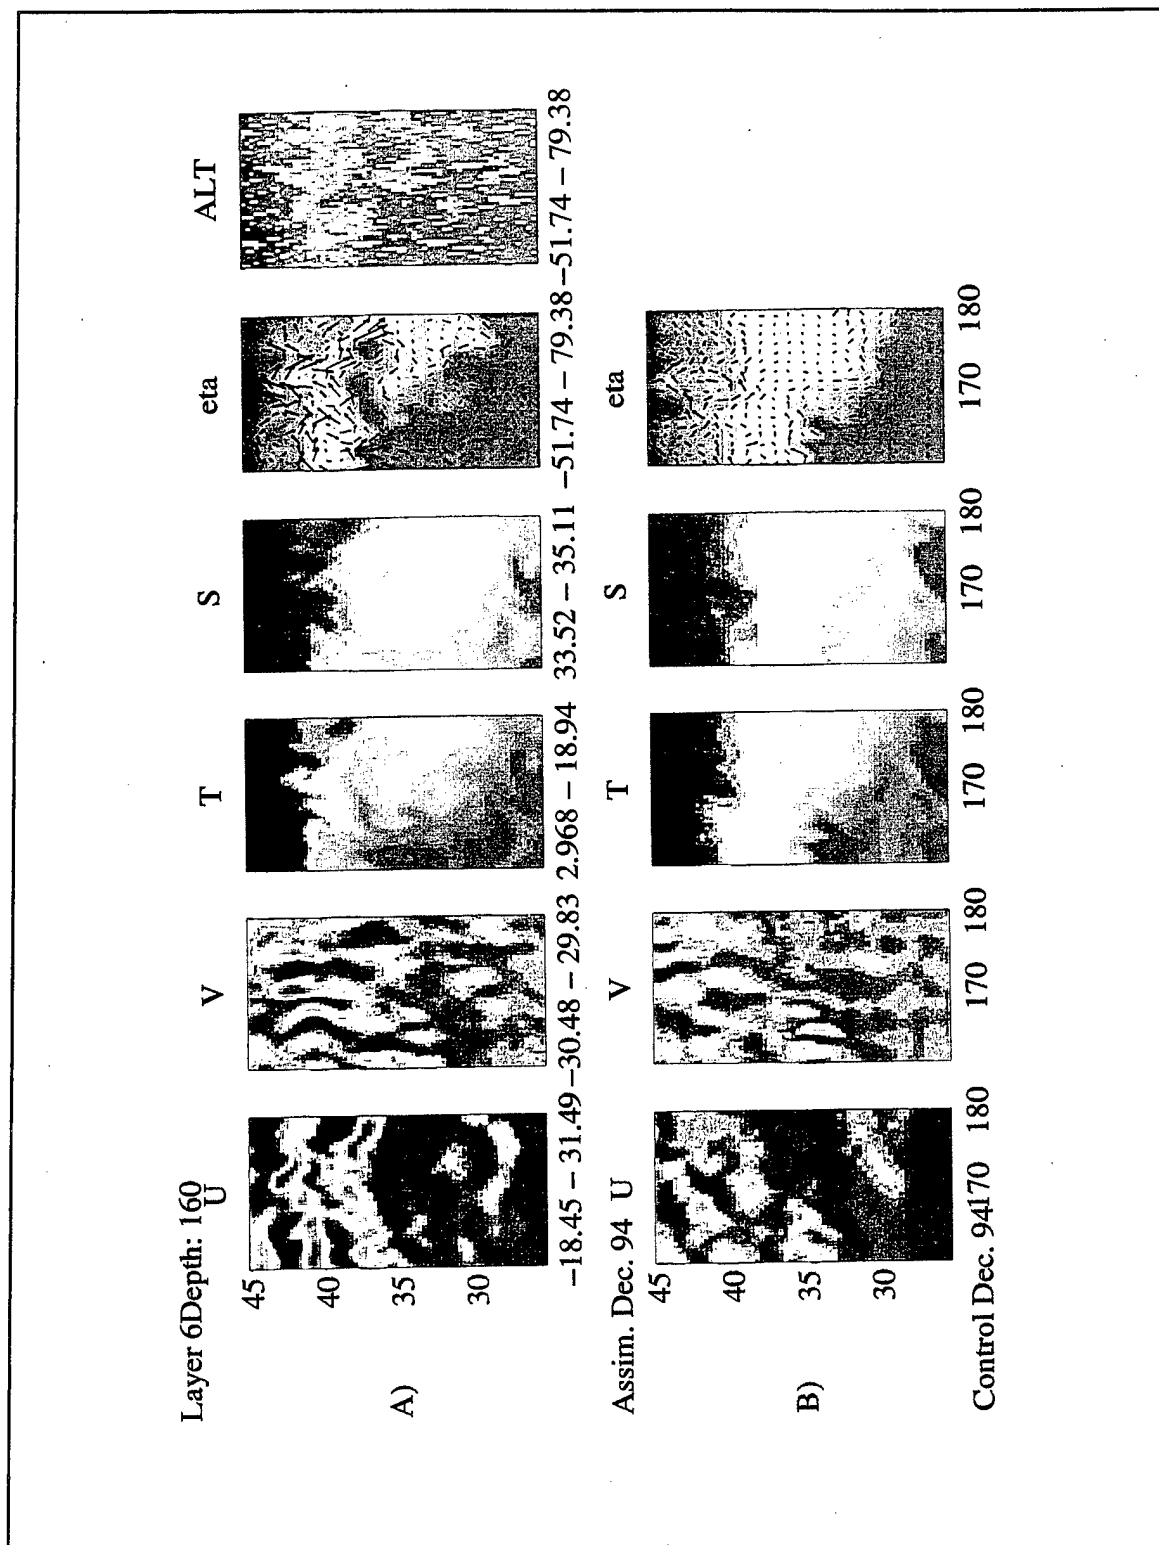 Layer 6Depth: 160
U V T S eta ALT
A)
45
40
35
30
−18.45 − 31.49 −30.48 − 29.83 2.968 − 18.94 33.52 − 35.11 −51.74 − 79.38 −51.74 − 79.38
Assim. Dec. 94 U V T S eta
B)
45
40
35
30
Control Dec. 94170 180 170 180 170 180 170 180 170 180